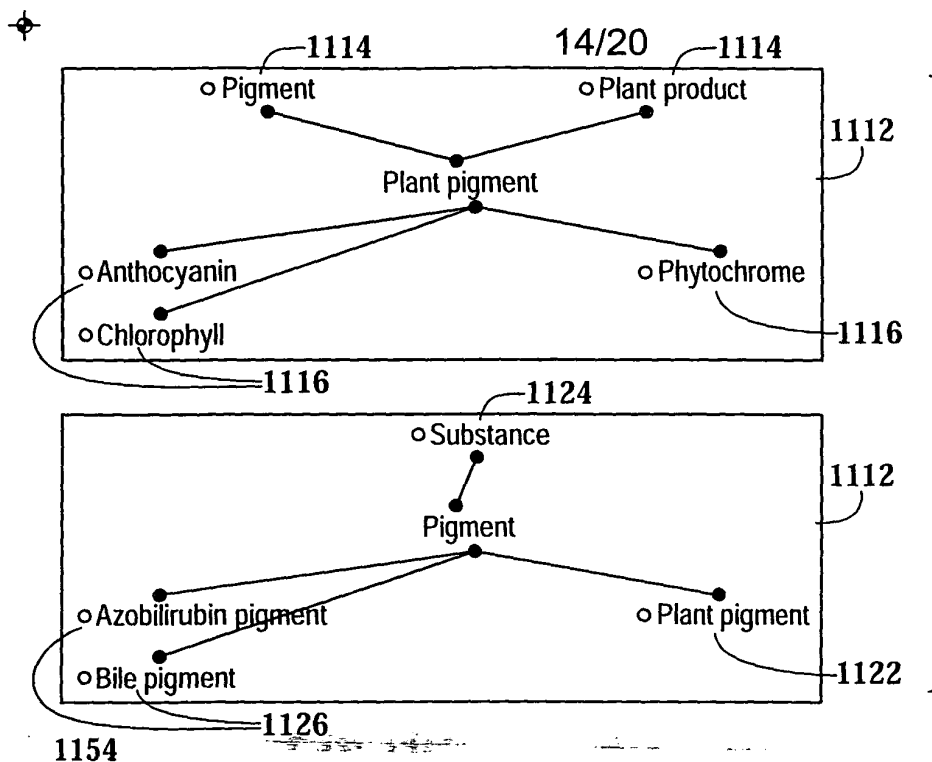 1114
14/20
1114
Pigment
Plant product
1112
Plant pigment
Anthocyanin
Phytochrome
Chlorophyll
1116
1116
1124
Substance
1112
Pigment
Azobilirubin pigment
Plant pigment
Bile pigment
1122
1126
1154